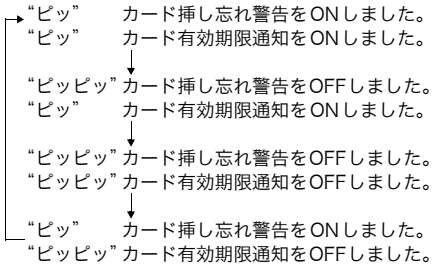 “ピッ” カード挿し忘れ警告をONしました。
“ピッ” カード有効期限通知をONしました。
“ピッピッ” カード挿し忘れ警告をOFFしました。
“ピッ” カード有効期限通知をONしました。
“ピッピッ” カード挿し忘れ警告をOFFしました。
“ピッピッ” カード有効期限通知をOFFしました。
“ピッ” カード挿し忘れ警告をONしました。
“ピッピッ” カード有効期限通知をOFFしました。